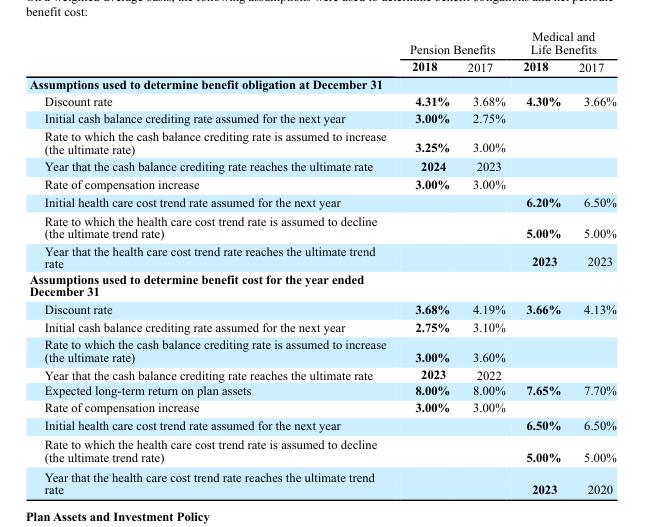 benefit cost:
Medical and
Pension Benefits Life Benefits
2018 2017 2018 2017
Assumptions used to determine benefit obligation at December 31
Discount rate 4.31% 3.68% 4.30% 3.66%
Initial cash balance crediting rate assumed for the next year 3.00% 2.75%
Rate to which the cash balance crediting rate is assumed to increase
(the ultimate rate) 3.25% 3.00%
Year that the cash balance crediting rate reaches the ultimate rate 2024 2023
Rate of compensation increase 3.00% 3.00%
Initial health care cost trend rate assumed for the next year 6.20% 6.50%
Rate to which the health care cost trend rate is assumed to decline
(the ultimate trend rate) 5.00% 5.00%
Year that the health care cost trend rate reaches the ultimate trend
rate 2023 2023
Assumptions used to determine benefit cost for the year ended
December 31
Discount rate 3.68% 4.19% 3.66% 4.13%
Initial cash balance crediting rate assumed for the next year 2.75% 3.10%
Rate to which the cash balance crediting rate is assumed to increase
(the ultimate rate) 3.00% 3.60%
Year that the cash balance crediting rate reaches the ultimate rate 2023 2022
Expected long-term return on plan assets 8.00% 8.00% 7.65% 7.70%
Rate of compensation increase 3.00% 3.00%
Initial health care cost trend rate assumed for the next year 6.50% 6.50%
Rate to which the health care cost trend rate is assumed to decline
(the ultimate trend rate) 5.00% 5.00%
Year that the health care cost trend rate reaches the ultimate trend
rate 2023 2020
Plan Assets and Investment Policy